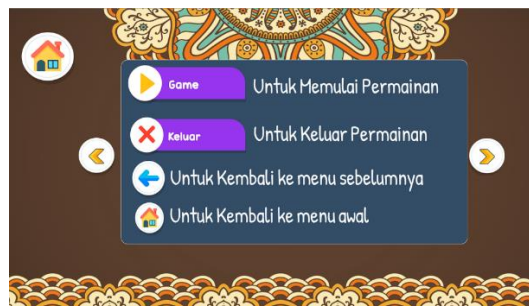 Game Untuk Memulai Permainan
Keluar Untuk Keluar Permainan
Untuk Kembali ke menu sebelumnya
Untuk Kembali ke menu awal